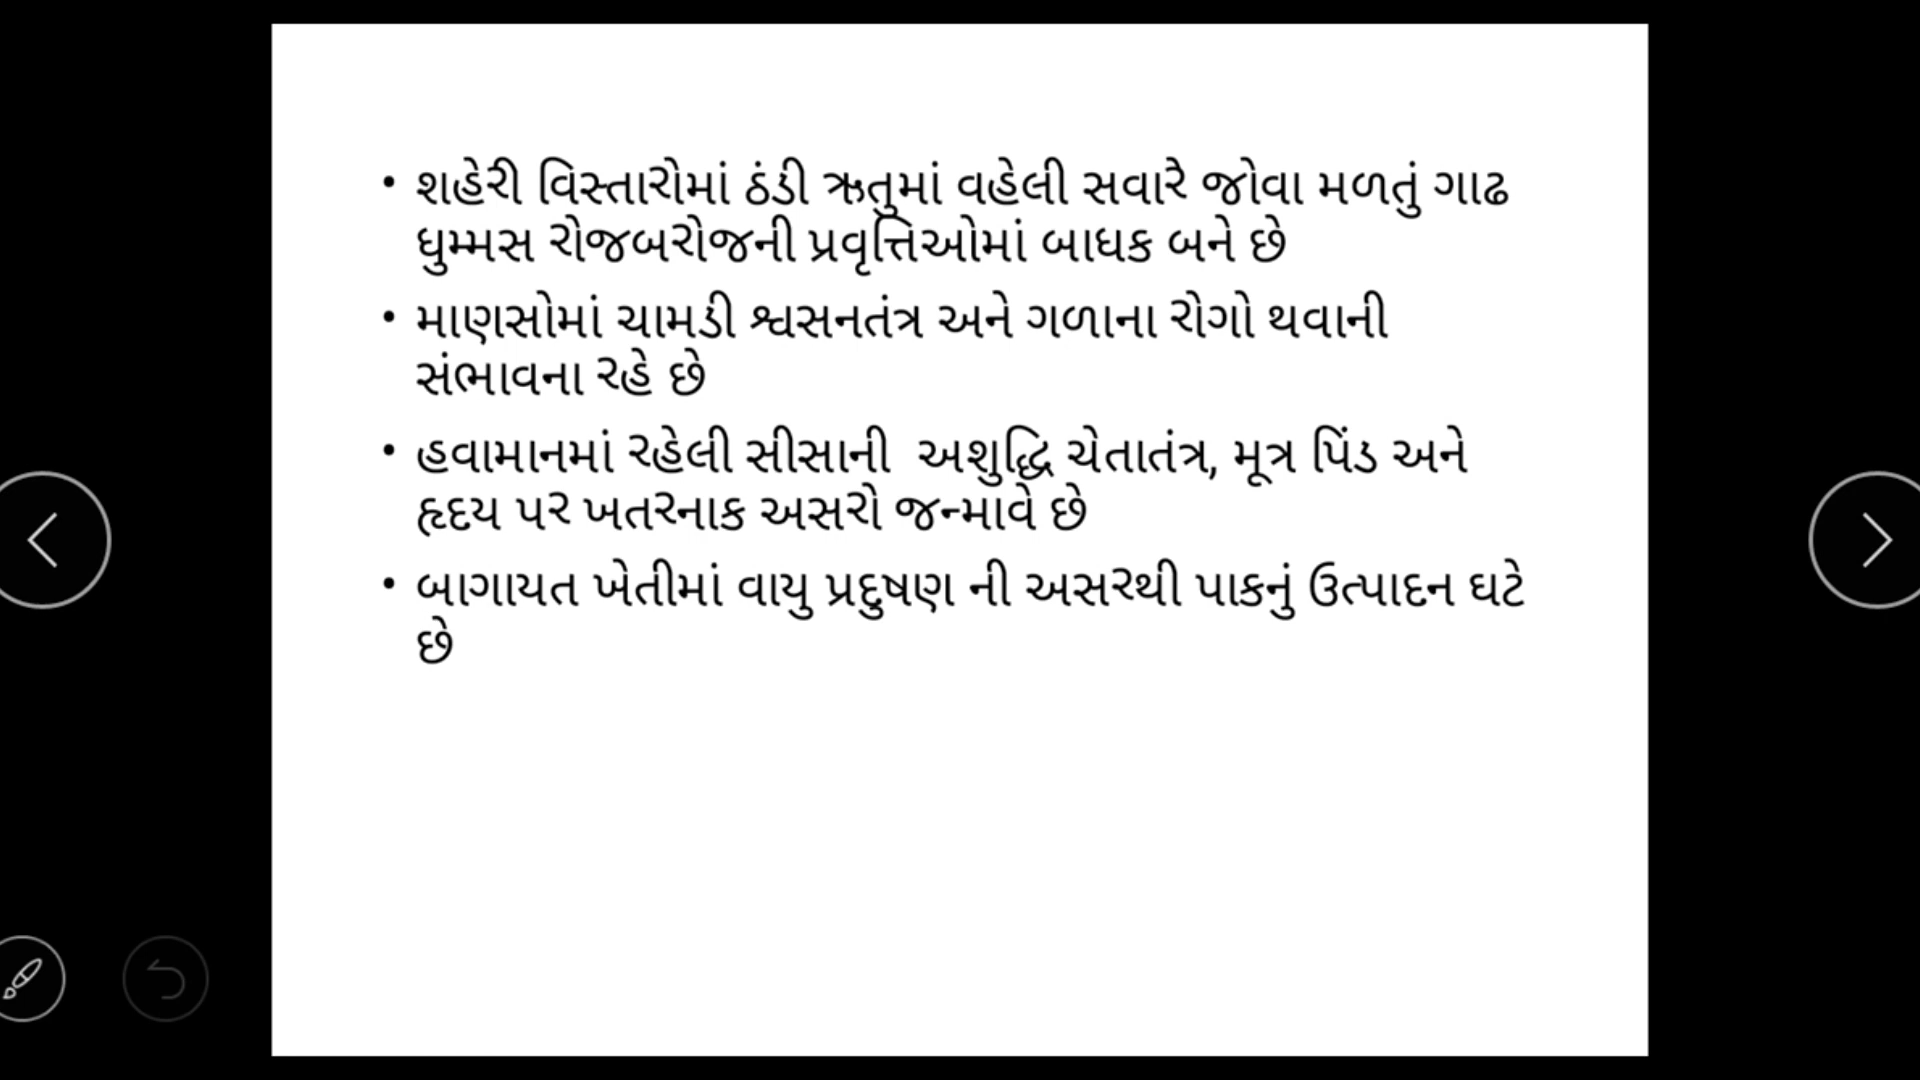 • શહેરી વિસ્તારોમાં ઠંડી ઋતુમાં વહેલી સવારે જોવા મળતું ગાઢ
ધુમ્મસ રોજબરોજની પ્રવૃત્તિઓમાં બાધક બને છે
• માણસોમાં ચામડી શ્વસનતંત્ર અને ગળાના રોગો થવાની
સંભાવના રહે છે
• હવામાનમાં રહેલી સીસાની  અશુદ્ધિ ચેતાતંત્ર, મૂત્ર પિંડ અને
હૃદય પર ખતરનાક અસરો જન્માવે છે
• બાગાયત ખેતીમાં વાયુ પ્રદુષણ ની અસરથી પાકનું ઉત્પાદન ઘટે
છે